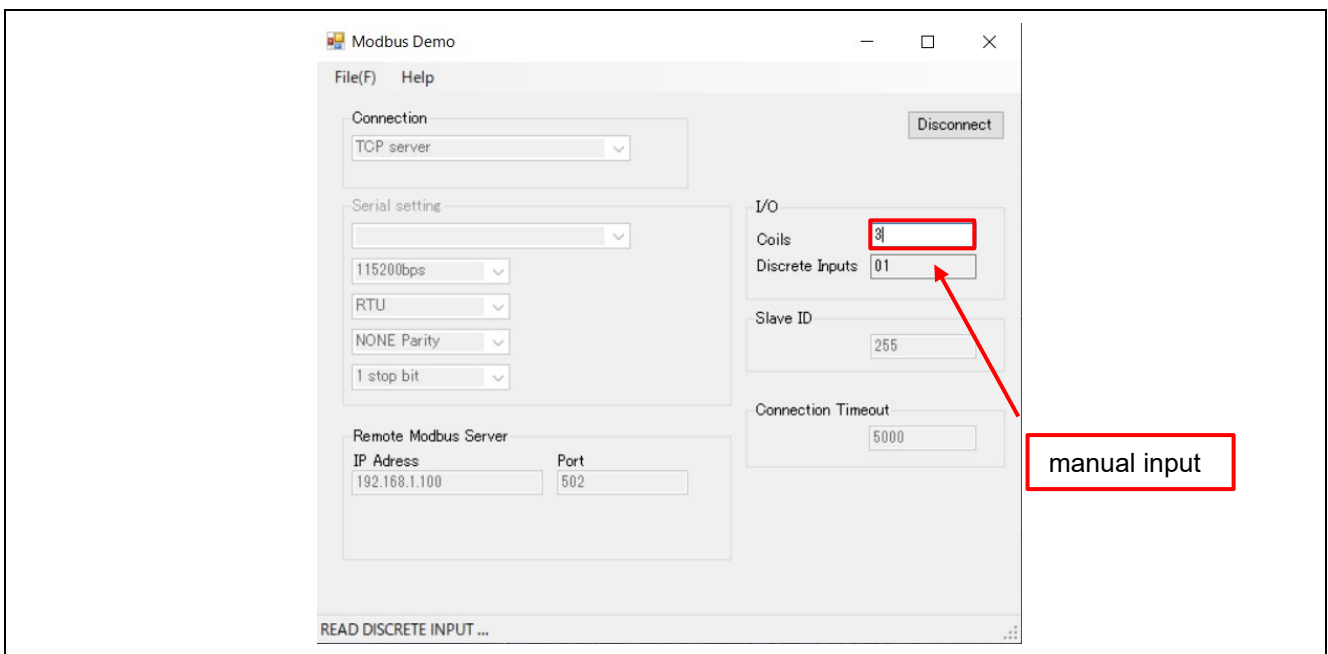 Modbus Demo
File(F) Help
Connection
Disconnect
TCP server
Serial setting
I/O
Coils 3
115200bps
Discrete Inputs 01
RTU
Slave ID
NONE Parity
255
1 stop bit
Connection Timeout
5000
Remote Modbus Server
IP Adress Port
192.168.1.100 502
manual input
READ DISCRETE INPUT ...